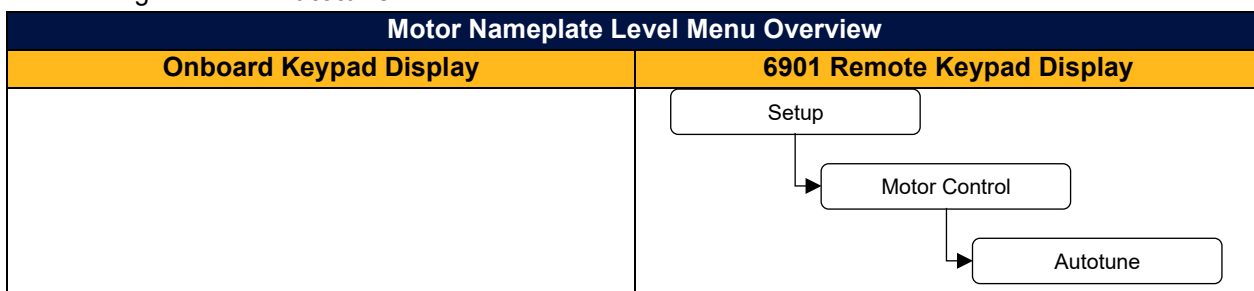 Motor Nameplate Level Menu Overview
Onboard Keypad Display
6901 Remote Keypad Display
Setup
Motor Control
Autotune